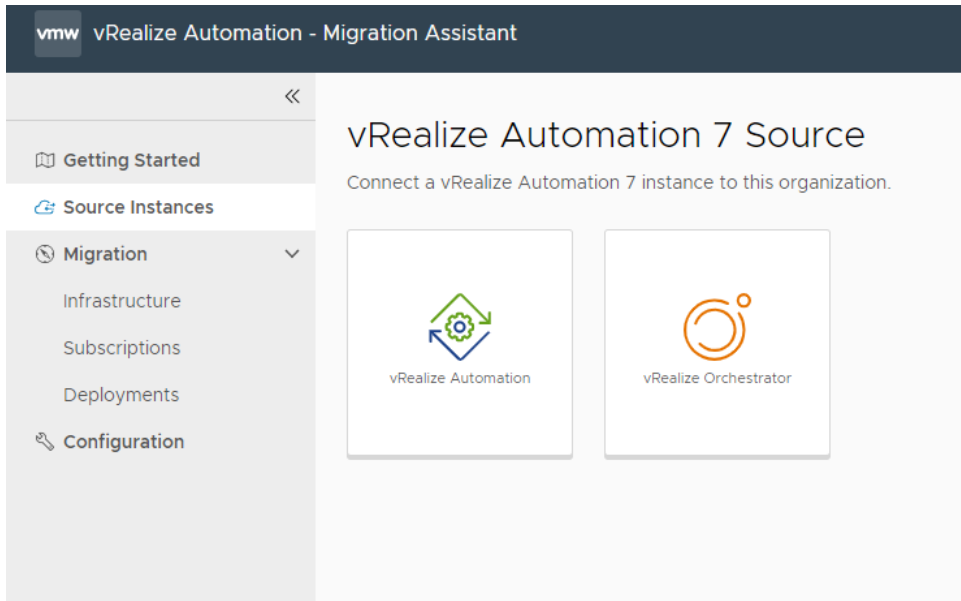 vmw vRealize Automation - Migration Assistant
Getting Started
Source Instances
Migration
Infrastructure
Subscriptions
Deployments
Configuration
vRealize Automation 7 Source
Connect a vRealize Automation 7 instance to this organization.
vRealize Automation
vRealize Orchestrator